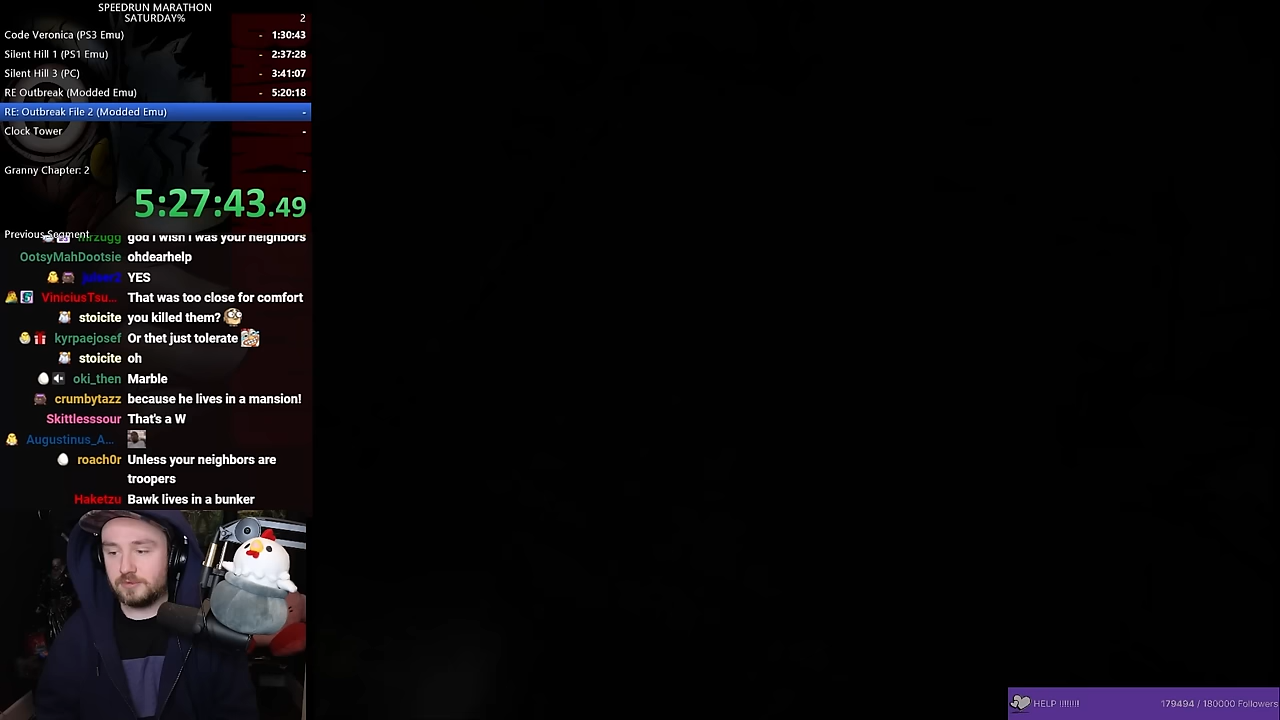 SPEEDRUN MARATHON
SATURDAY%
2
Code Veronica (PS3 Emu) - 1:30:43
Silent Hill 1 (PS1 Emu) - 2:37:28
Silent Hill 3 (PC) - 3:41:07
RE Outbreak (Modded Emu) - 5:20:18
RE: Outbreak File 2 (Modded Emu) -
Clock Tower -
Granny Chapter: 2 -
5:27:43.49
Previous Segment
mrzugg god I wish I was your neighbors
OotsyMahDootsie ohdearhelp
YES
ViniciusTsu... That was too close for comfort
stoicite you killed them?
kyrpaejosef Or thet just tolerate
stoicite oh
oki_then Marble
crumbytazz because he lives in a mansion!
Skittlesssour That's a W
Augustinus_A...
roach0r Unless your neighbors are
troopers
Haketzu Bawk lives in a bunker
179494 / 180000 Followers